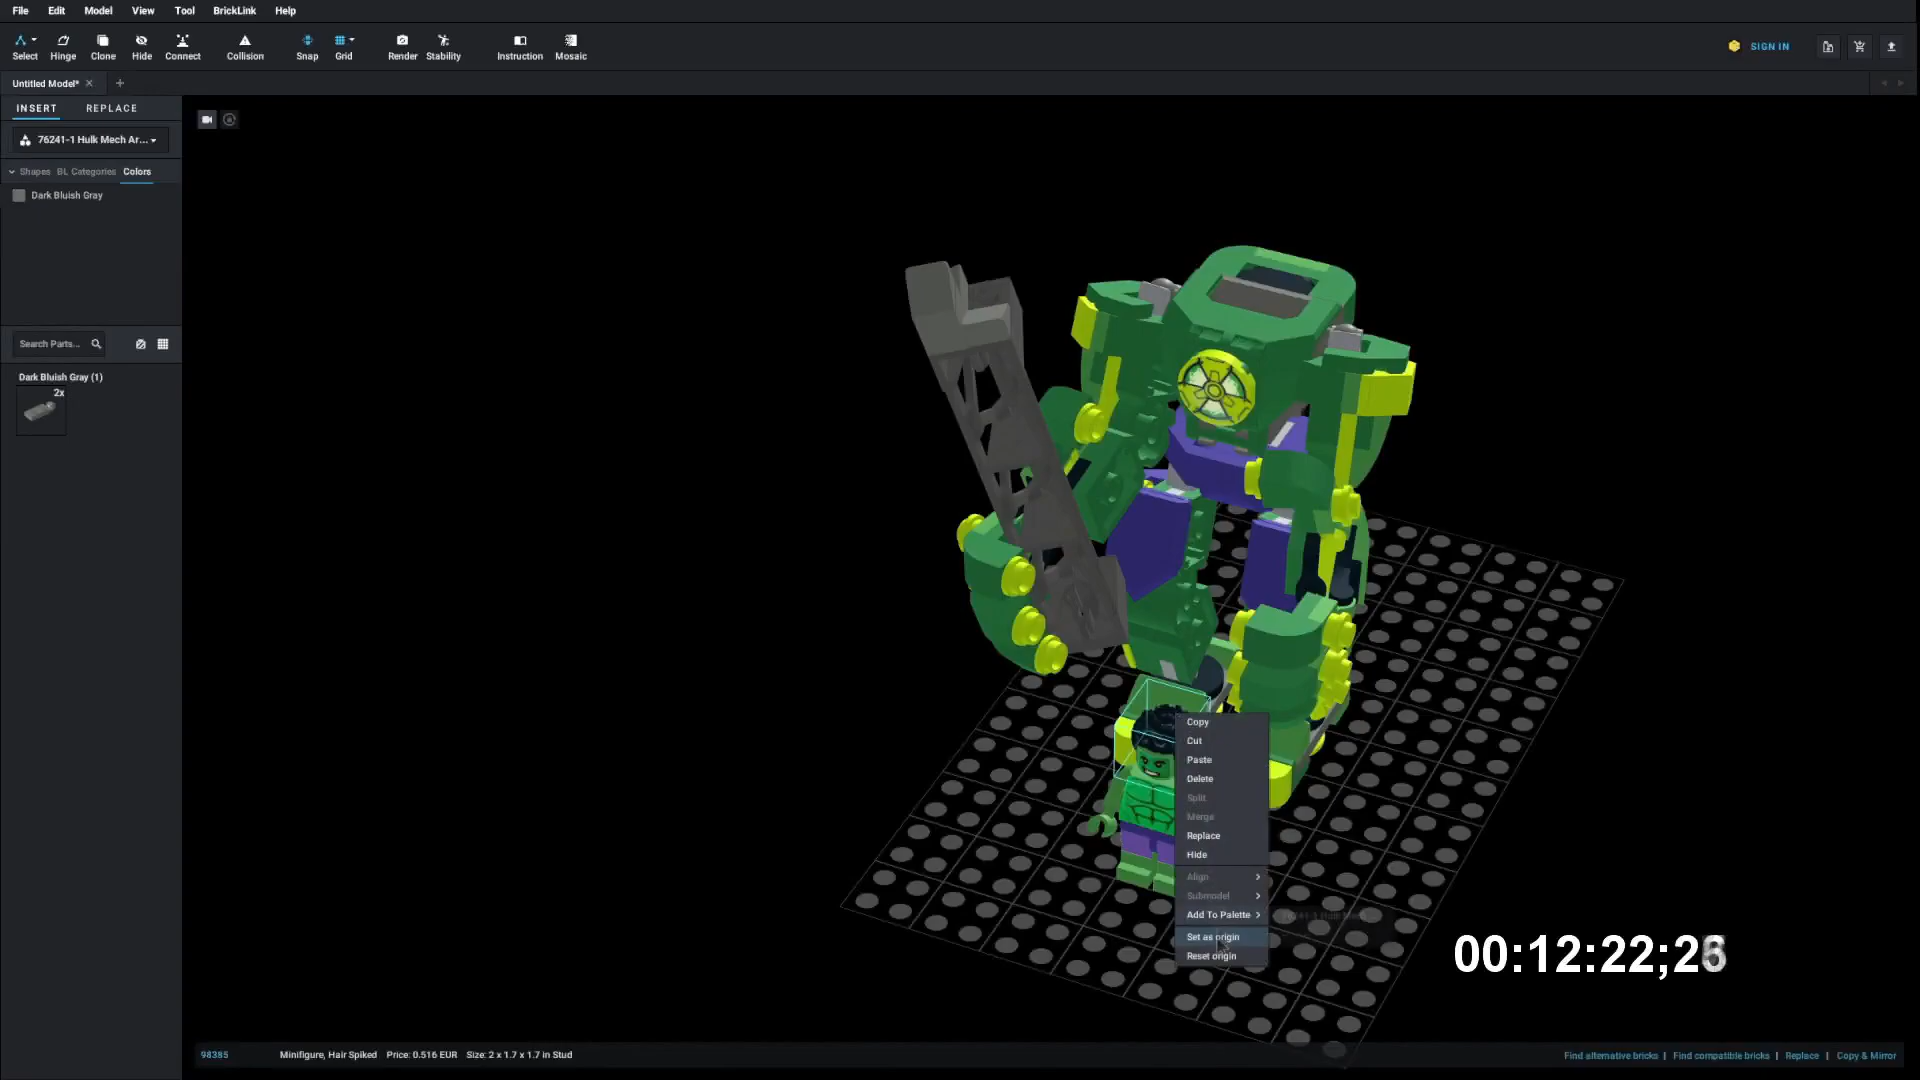 File Edit Model View Tool BrickLink Help
Select Hinge Clone Hide Connect Collision Snap Grid Render Stability Instruction Mosaic SIGN IN
Untitled Model*
INSERT REPLACE
76241-1 Hulk Mech Ar...
Shapes BL Categories Colors
Dark Bluish Gray
Search Parts...
Dark Bluish Gray (1)
2x
Copy
Cut
Paste
Delete
Split
Merge
Replace
Hide
Align
Submodel
Add To Palette
Set as origin
Reset origin
00:12:22;26
98385 Minifigure, Hair Spiked Price: 0.516 EUR Size: 2 x 1.7 x 1.7 in Stud Find alternative bricks | Find compatible bricks | Replace | Copy & Mirror